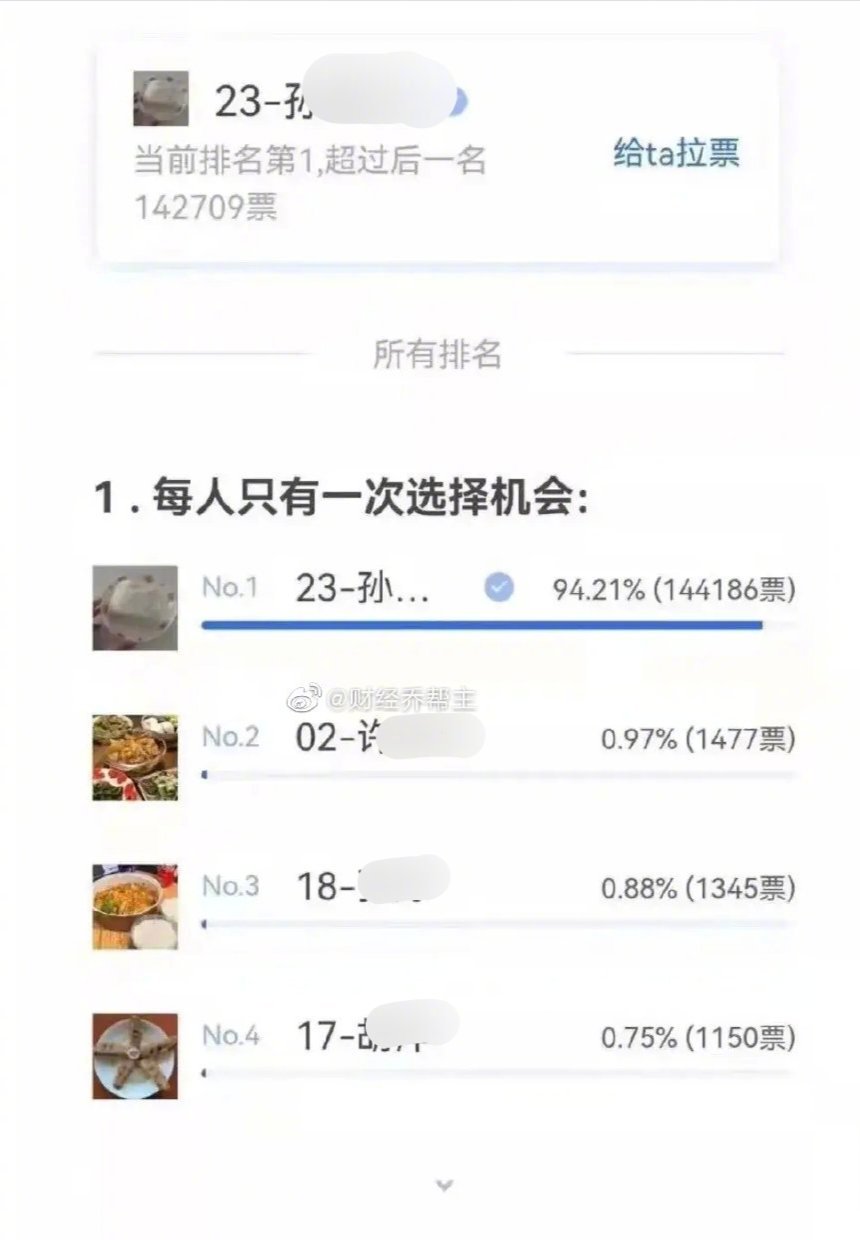 23-孙
当前排名第1,超过后一名
142709票
给ta拉票
所有排名
1.每人只有一次选择机会:
No.1 23-孙... 94.21% (144186票)
@财经乔帮主
No.2 02-许 0.97% (1477票)
No.3 18- 0.88% (1345票)
No.4 17-胡 0.75% (1150票)